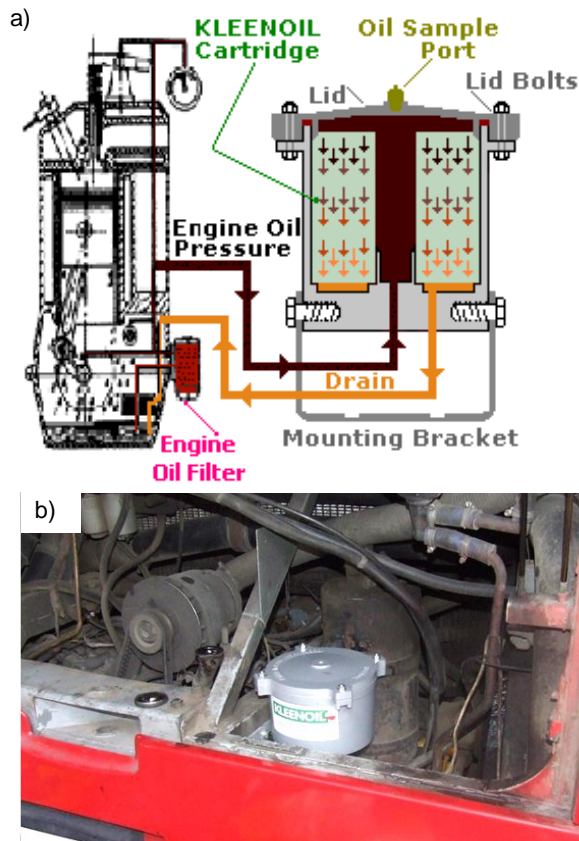 a)
KLEENOIL
Cartridge
Oil Sample
Port
Lid
Lid Bolts
Engine Oil
Pressure
Drain
Engine
Oil Filter
Mounting Bracket
b)
KLEENOIL